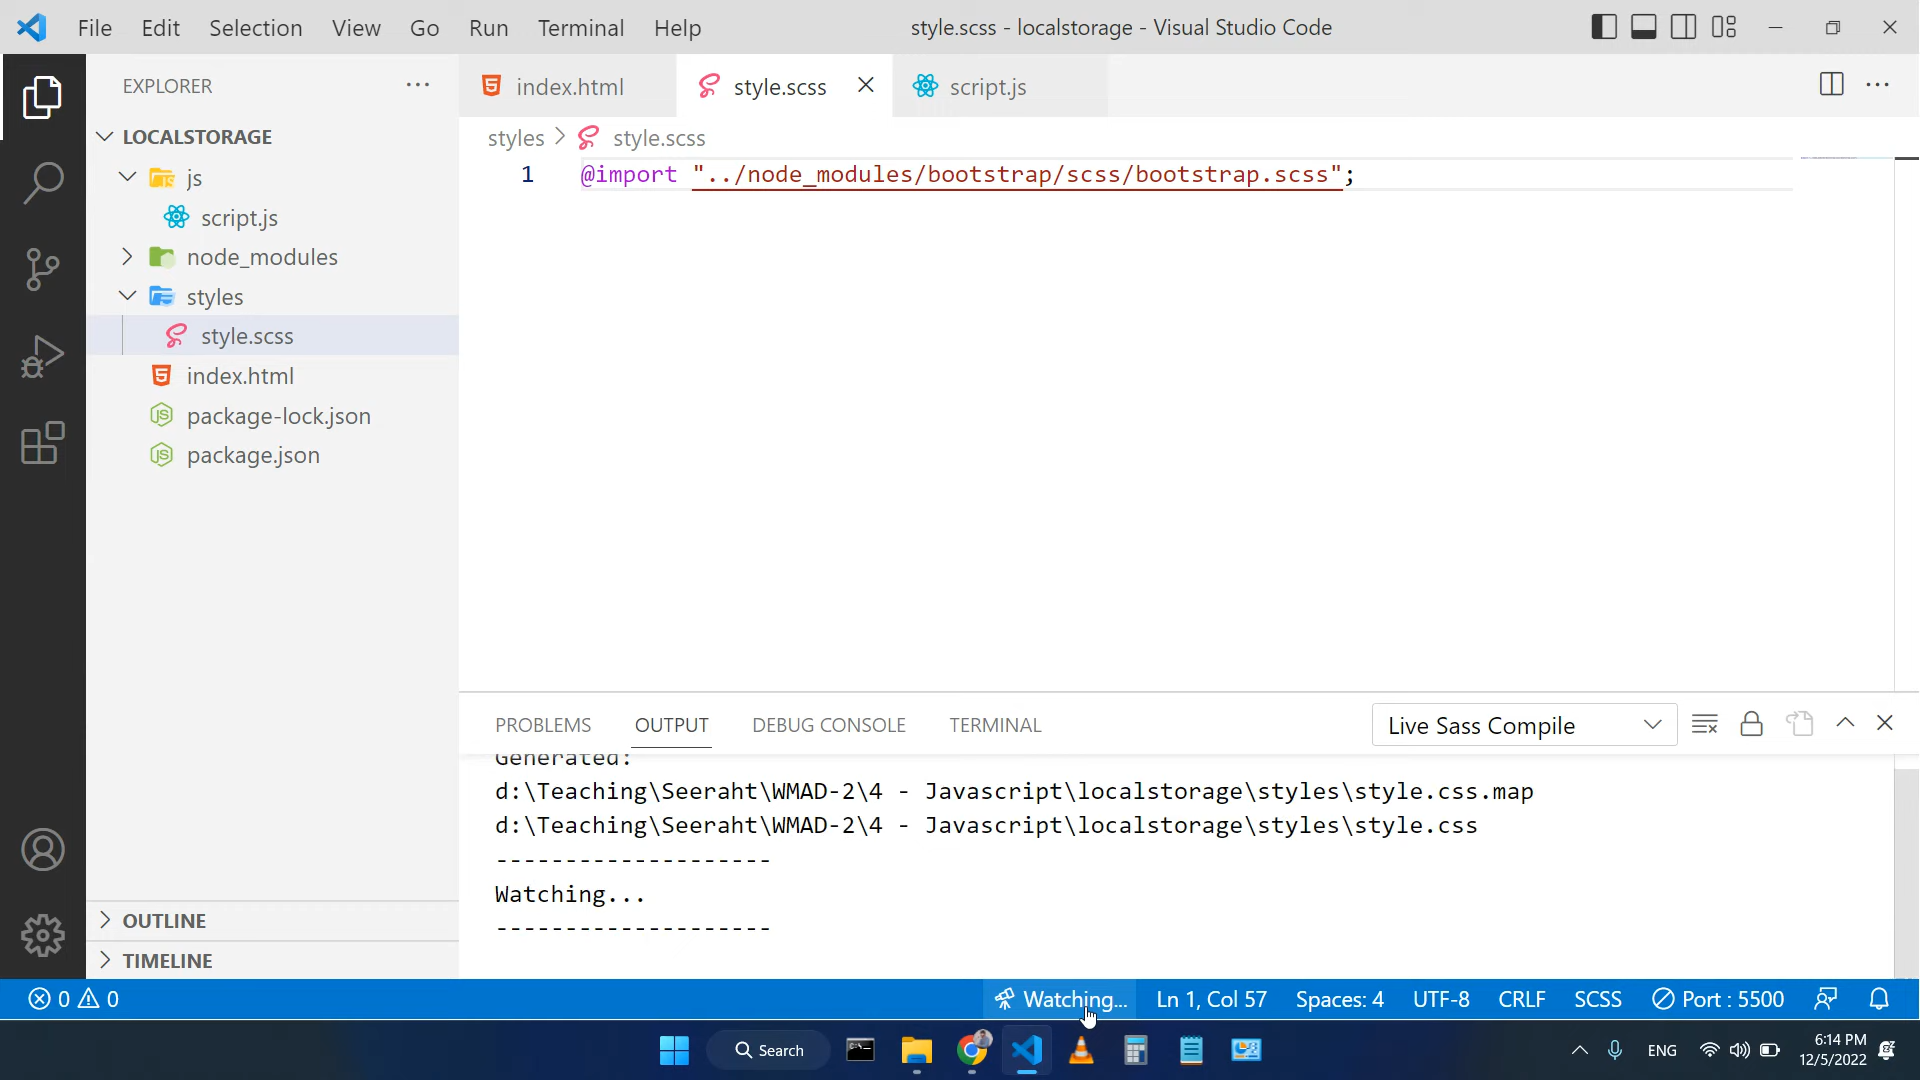 File Edit Selection View Go Run Terminal Help
style.scss - localstorage - Visual Studio Code
EXPLORER
index.html
style.scss
script.js
LOCALSTORAGE
js
script.js
node_modules
styles
style.scss
index.html
package-lock.json
package.json
OUTLINE
TIMELINE
styles > style.scss
1 @import "../node_modules/bootstrap/scss/bootstrap.scss";
PROBLEMS OUTPUT DEBUG CONSOLE TERMINAL
Live Sass Compile
Generated:
d:\Teaching\Seeraht\WMAD-2\4 - Javascript\localstorage\styles\style.css.map
d:\Teaching\Seeraht\WMAD-2\4 - Javascript\localstorage\styles\style.css
--------------------
Watching...
--------------------
0 0
Watching... Ln 1, Col 57 Spaces: 4 UTF-8 CRLF SCSS Port : 5500
Search
ENG
6:14 PM
12/5/2022